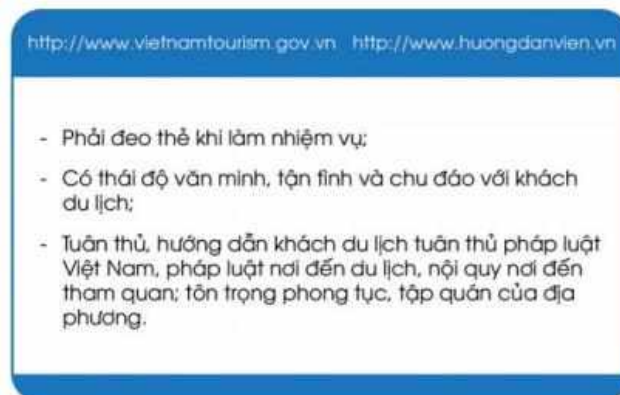 http://www.vietnamtourism.gov.vn http://www.huongdanvien.vn
- Phải đeo thẻ khi làm nhiệm vụ;
- Có thái độ văn minh, tận tình và chu đáo với khách
du lịch;
- Tuân thủ, hướng dẫn khách du lịch tuân thủ pháp luật
Việt Nam, pháp luật nơi đến du lịch, nội quy nơi đến
tham quan; tôn trọng phong tục, tập quán của địa
phương.